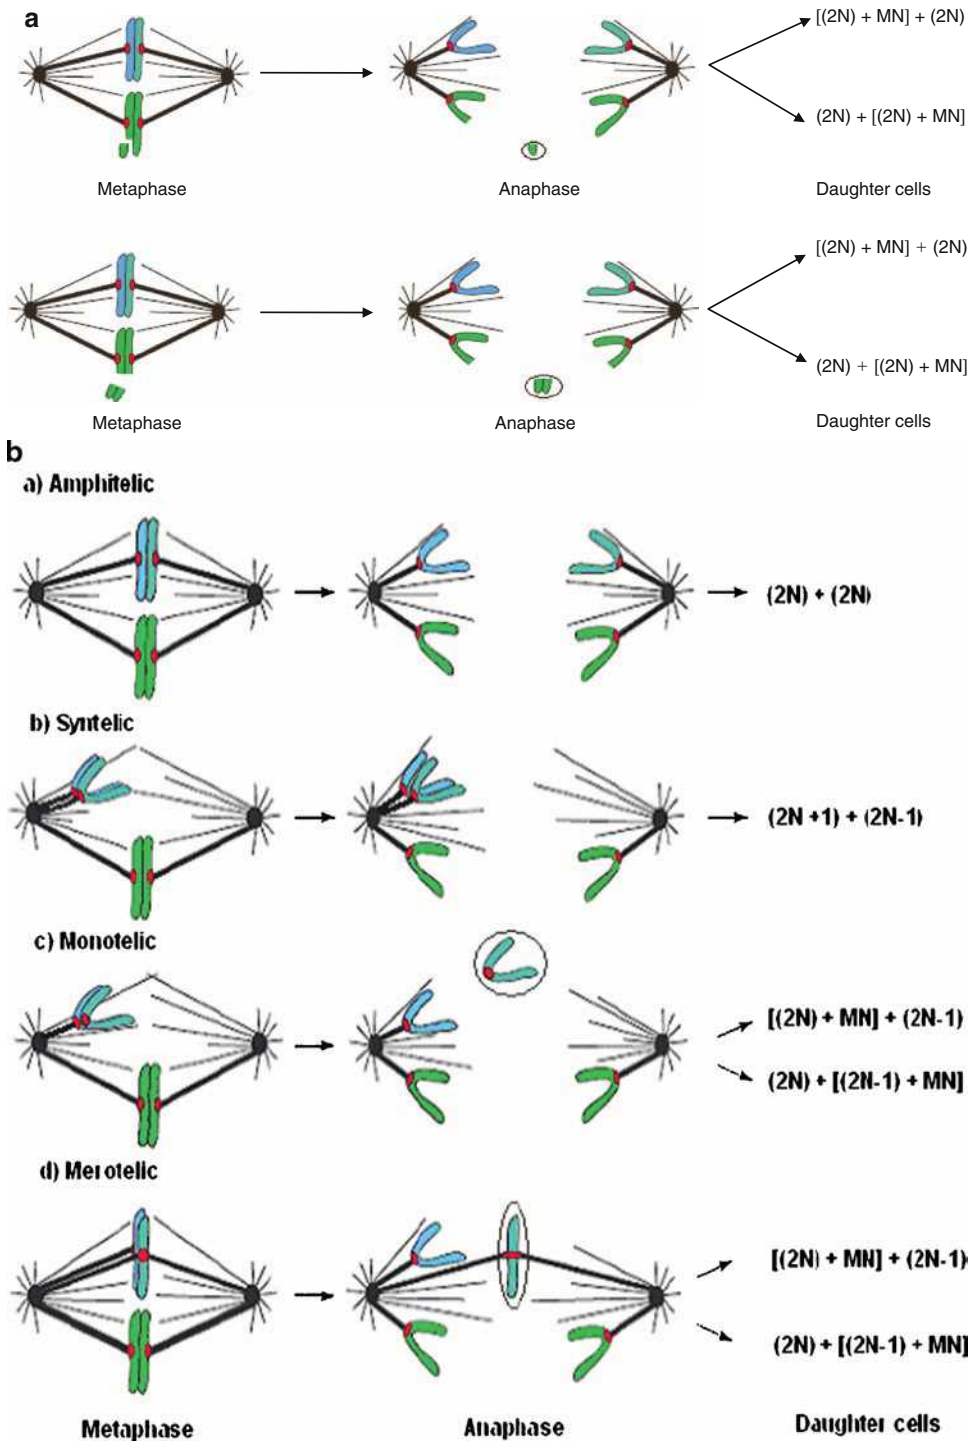 a
[(2N) + MN] + (2N)
(2N) + [(2N) + MN]
Metaphase Anaphase Daughter cells
[(2N) + MN] + (2N)
(2N) + [(2N) + MN]
Metaphase Anaphase Daughter cells
b
a) Amphitelic
(2N) + (2N)
b) Syntelic
(2N +1) + (2N-1)
c) Monotelic
[(2N) + MN] + (2N-1)
(2N) + [(2N-1) + MN]
d) Merotelic
[(2N) + MN] + (2N-1)
(2N) + [(2N-1) + MN]
Metaphase Anaphase Daughter cells